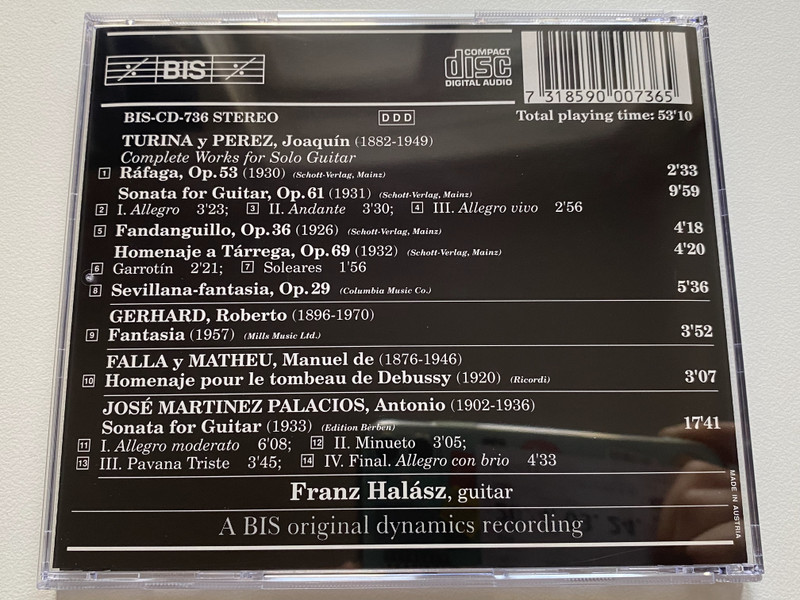 BIS
COMPACT
disc
DIGITAL AUDIO
7 318590 007365
BIS-CD-736 STEREO DDD Total playing time: 53'10
TURINA y PEREZ, Joaquín (1882-1949)
Complete Works for Solo Guitar
1 Ráfaga, Op. 53 (1930) (Schott-Verlag, Mainz) 2'33
Sonata for Guitar, Op. 61 (1931) (Schott-Verlag, Mainz) 9'59
2 I. Allegro 3'23; 3 II. Andante 3'30; 4 III. Allegro vivo 2'56
5 Fandanguillo, Op. 36 (1926) (Schott-Verlag, Mainz) 4'18
Homenaje a Tárrega, Op. 69 (1932) (Schott-Verlag, Mainz) 4'20
6 Garrotín 2'21; 7 Soleares 1'56
8 Sevillana-fantasia, Op. 29 (Columbia Music Co.) 5'36
GERHARD, Roberto (1896-1970)
9 Fantasia (1957) (Mills Music Ltd.) 3'52
FALLA y MATHEU, Manuel de (1876-1946)
10 Homenaje pour le tombeau de Debussy (1920) (Ricordi) 3'07
JOSÉ MARTINEZ PALACIOS, Antonio (1902-1936)
Sonata for Guitar (1933) (Edition Bèrben) 17'41
11 I. Allegro moderato 6'08; 12 II. Minueto 3'05;
13 III. Pavana Triste 3'45; 14 IV. Final. Allegro con brio 4'33
Franz Halász, guitar
A BIS original dynamics recording
MADE IN AUSTRIA